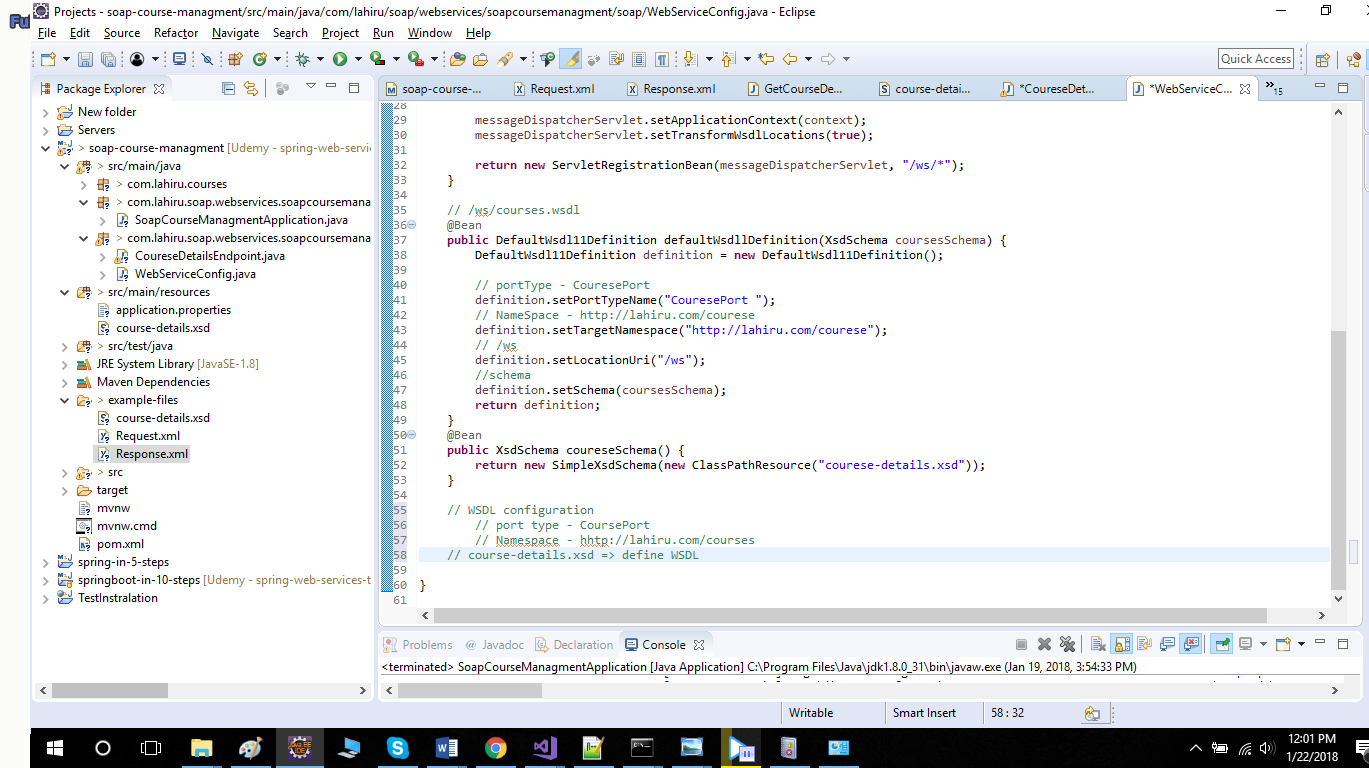 Fu
Projects - soap-course-managment/src/main/java/com/lahiru/soap/webservices/soapcoursemanagment/soap/WebServiceConfig.java - Eclipse
File Edit Source Refactor Navigate Search Project Run Window Help
Quick Access
Package Explorer
soap-course-... Request.xml Response.xml GetCourseDe... course-detai... *CoureseDet... *WebServiceC... »15
New folder
Servers
> soap-course-managment [Udemy - spring-web-servi
> src/main/java
> com.lahiru.courses
> com.lahiru.soap.webservices.soapcoursemana
> SoapCourseManagmentApplication.java
> com.lahiru.soap.webservices.soapcoursemana
CoureseDetailsEndpoint.java
WebServiceConfig.java
> src/main/resources
application.properties
course-details.xsd
> src/test/java
JRE System Library [JavaSE-1.8]
Maven Dependencies
> example-files
course-details.xsd
Request.xml
Response.xml
> src
target
mvnw
mvnw.cmd
pom.xml
spring-in-5-steps
springboot-in-10-steps [Udemy - spring-web-services-t
TestInstralation
28
29 messageDispatcherServlet.setApplicationContext(context);
30 messageDispatcherServlet.setTransformWsdlLocations(true);
31
32 return new ServletRegistrationBean(messageDispatcherServlet, "/ws/*");
33 }
34
35 // /ws/courses.wsdl
36 @Bean
37 public DefaultWsdl11Definition defaultWsdllDefinition(XsdSchema coursesSchema) {
38 DefaultWsdl11Definition definition = new DefaultWsdl11Definition();
39
40 // portType - CouresePort
41 definition.setPortTypeName("CouresePort ");
42 // NameSpace - http://lahiru.com/courese
43 definition.setTargetNamespace("http://lahiru.com/courese");
44 // /ws
45 definition.setLocationUri("/ws");
46 //schema
47 definition.setSchema(coursesSchema);
48 return definition;
49 }
50 @Bean
51 public XsdSchema coureseSchema() {
52 return new SimpleXsdSchema(new ClassPathResource("courese-details.xsd"));
53 }
54
55 // WSDL configuration
56 // port type - CoursePort
57 // Namespace - hhtp://lahiru.com/courses
58 // course-details.xsd => define WSDL
59
60 }
61
Problems @ Javadoc Declaration Console
<terminated> SoapCourseManagmentApplication [Java Application] C:\Program Files\Java\jdk1.8.0_31\bin\javaw.exe (Jan 19, 2018, 3:54:33 PM)
Writable Smart Insert 58 : 32
12:01 PM
1/22/2018